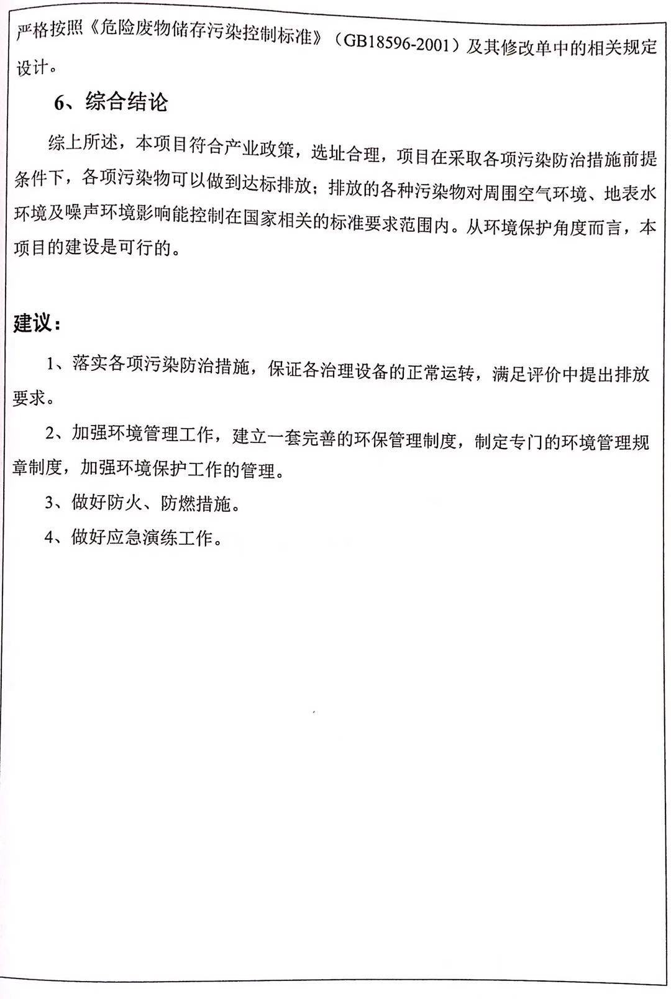 严格按照《危险废物储存污染控制标准》（GB18596-2001）及其修改单中的相关规定
设计。
6、综合结论
综上所述，本项目符合产业政策，选址合理，项目在采取各项污染防治措施前提
条件下，各项污染物可以做到达标排放；排放的各种污染物对周围空气环境、地表水
环境及噪声环境影响能控制在国家相关的标准要求范围内。从环境保护角度而言，本
项目的建设是可行的。
建议：
1、落实各项污染防治措施，保证各治理设备的正常运转，满足评价中提出排放
要求。
2、加强环境管理工作，建立一套完善的环保管理制度，制定专门的环境管理规
章制度，加强环境保护工作的管理。
3、做好防火、防燃措施。
4、做好应急演练工作。